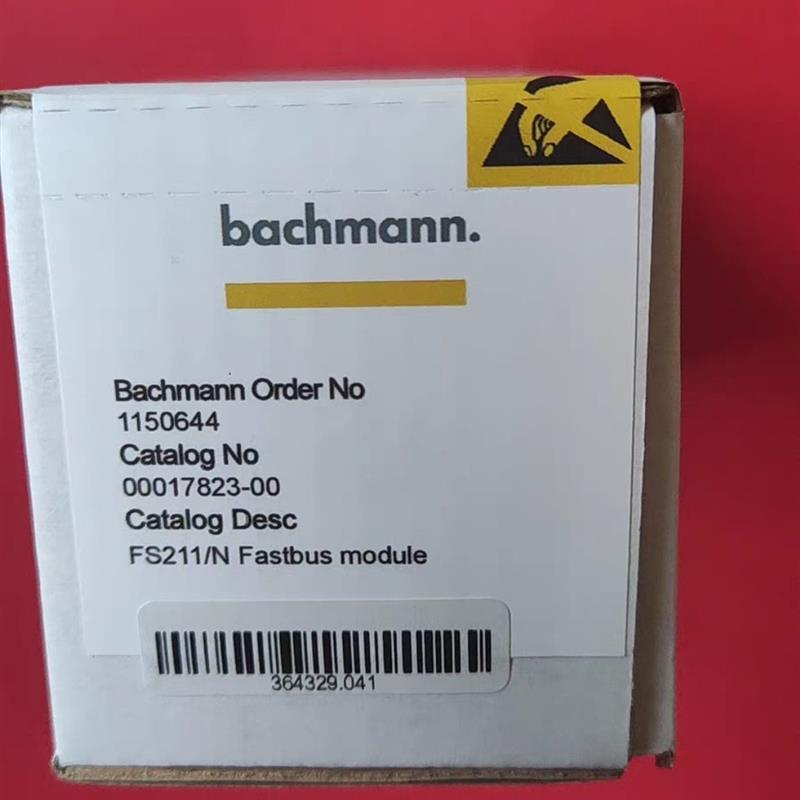 bachmann.
Bachmann Order No
1150644
Catalog No
00017823-00
Catalog Desc
FS211/N Fastbus module
364329.041